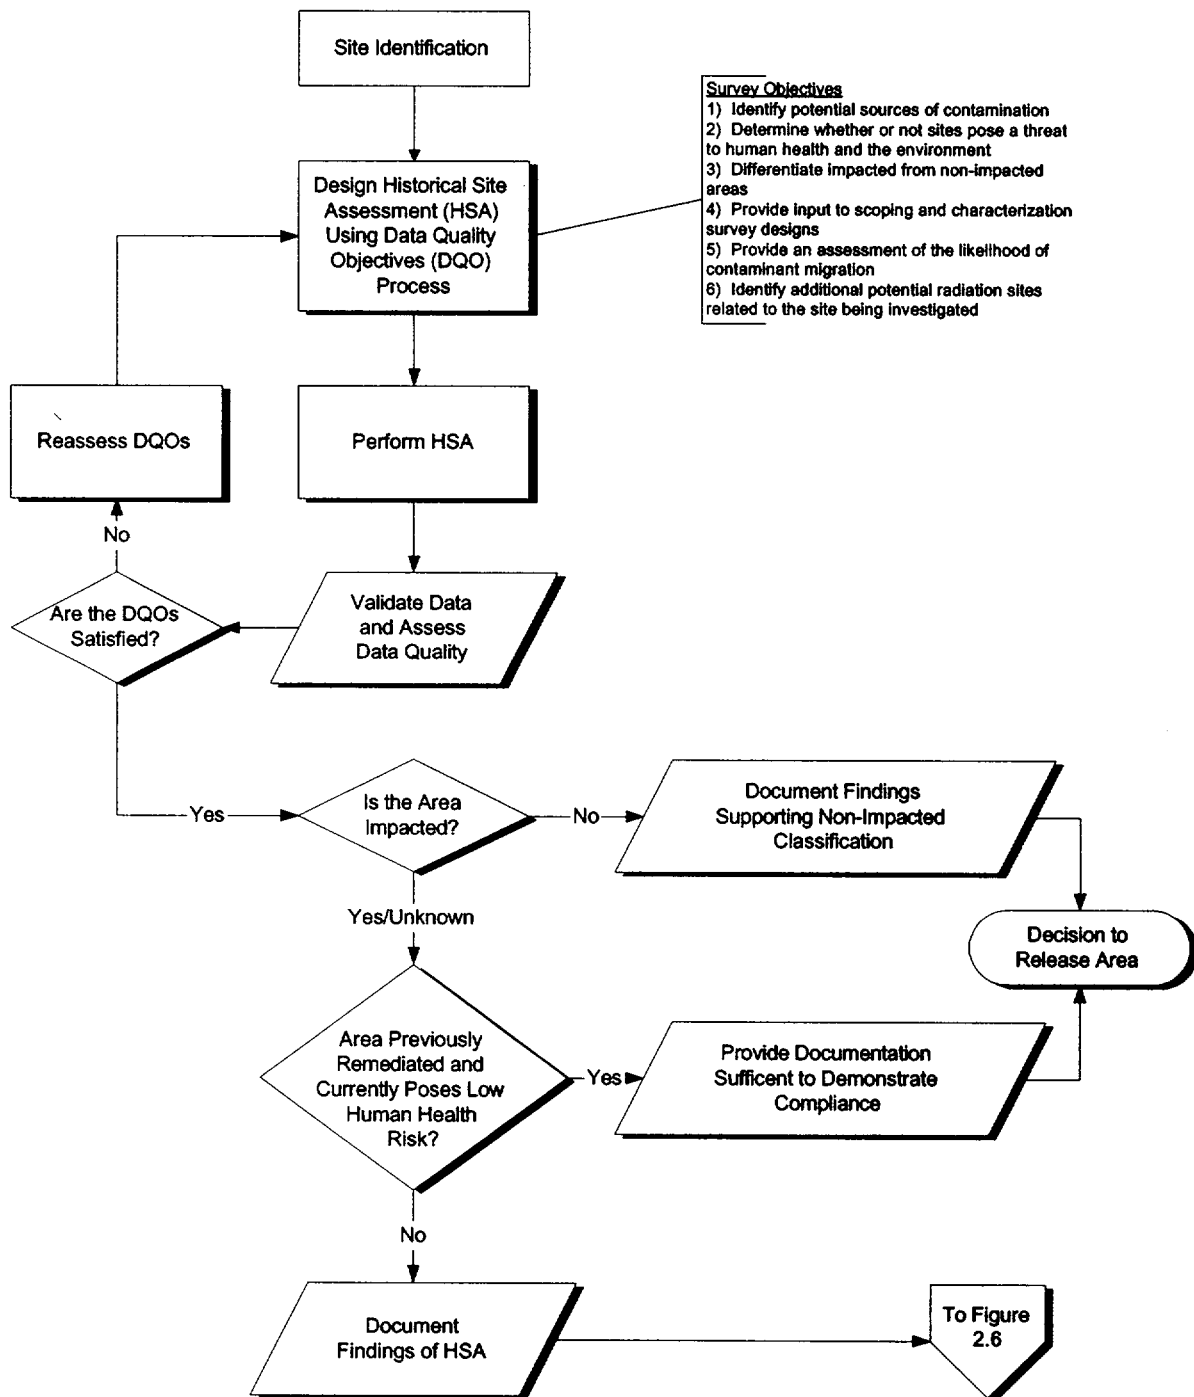 Site Identification
Survey Objectives
1) Identify potential sources of contamination
2) Determine whether or not sites pose a threat
to human health and the environment
3) Differentiate impacted from non-impacted
areas
4) Provide input to scoping and characterization
survey designs
5) Provide an assessment of the likelihood of
contaminant migration
6) Identify additional potential radiation sites
related to the site being investigated
Design Historical Site
Assessment (HSA)
Using Data Quality
Objectives (DQO)
Process
Reassess DQOs
Perform HSA
No
Are the DQOs
Satisfied?
Validate Data
and Assess
Data Quality
Yes
Is the Area
Impacted?
No
Document Findings
Supporting Non-Impacted
Classification
Yes/Unknown
Decision to
Release Area
Area Previously
Remediated and
Currently Poses Low
Human Health
Risk?
Yes
Provide Documentation
Sufficent to Demonstrate
Compliance
No
Document
Findings of HSA
To Figure
2.6